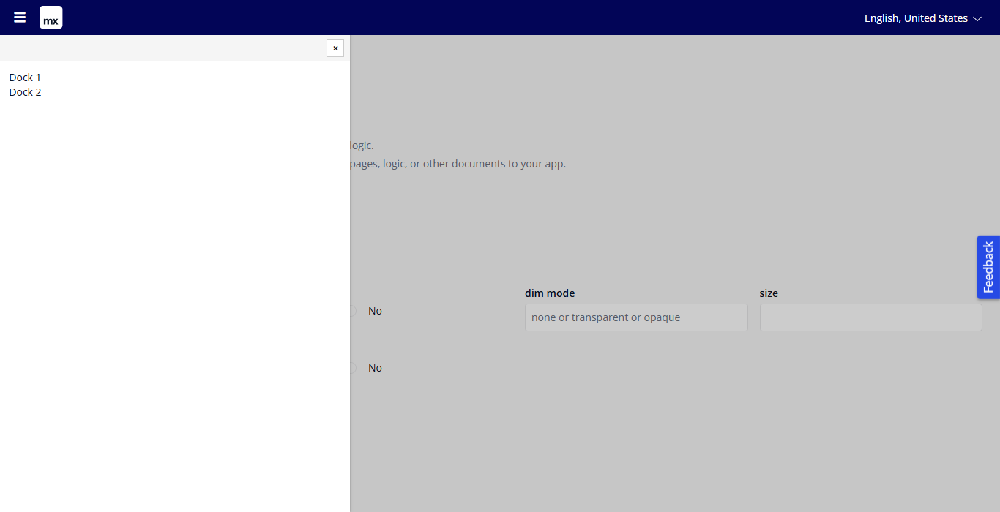 mx
English, United States
×
Dock 1
Dock 2
logic.
pages, logic, or other documents to your app.
Feedback
dim mode
size
No
none or transparent or opaque
No